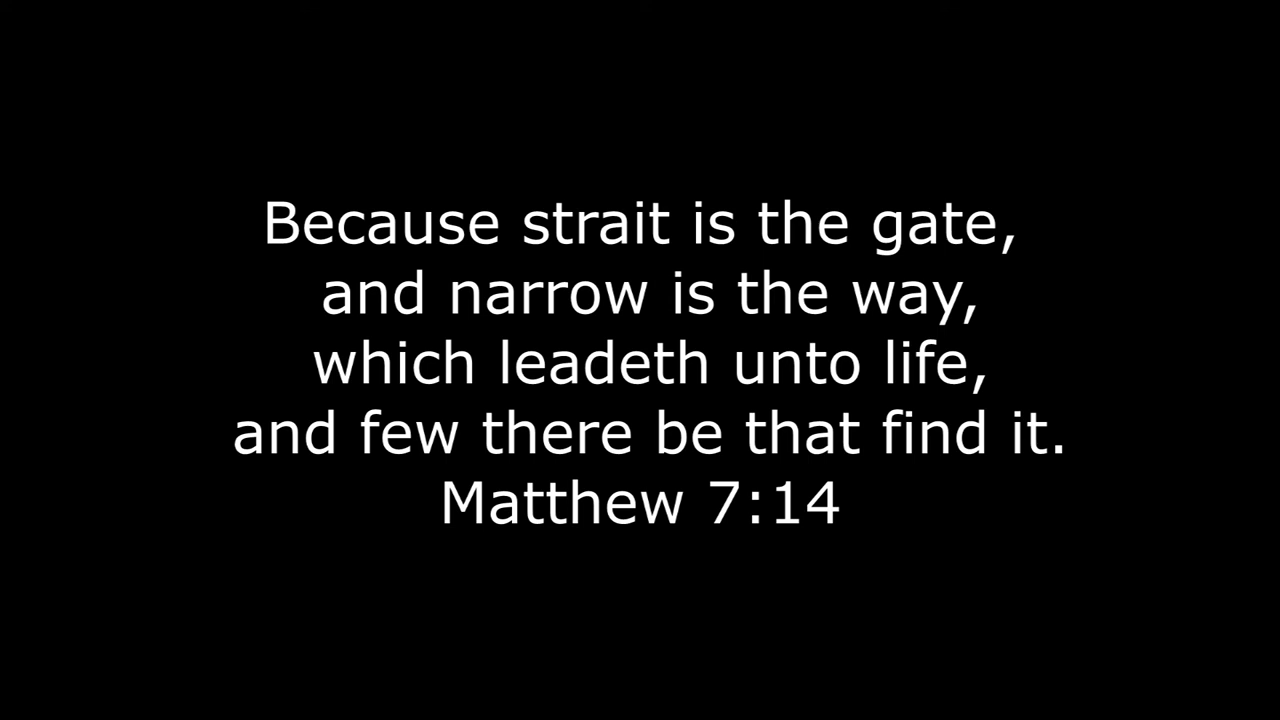 Because strait is the gate,
and narrow is the way,
which leadeth unto life,
and few there be that find it.
Matthew 7:14